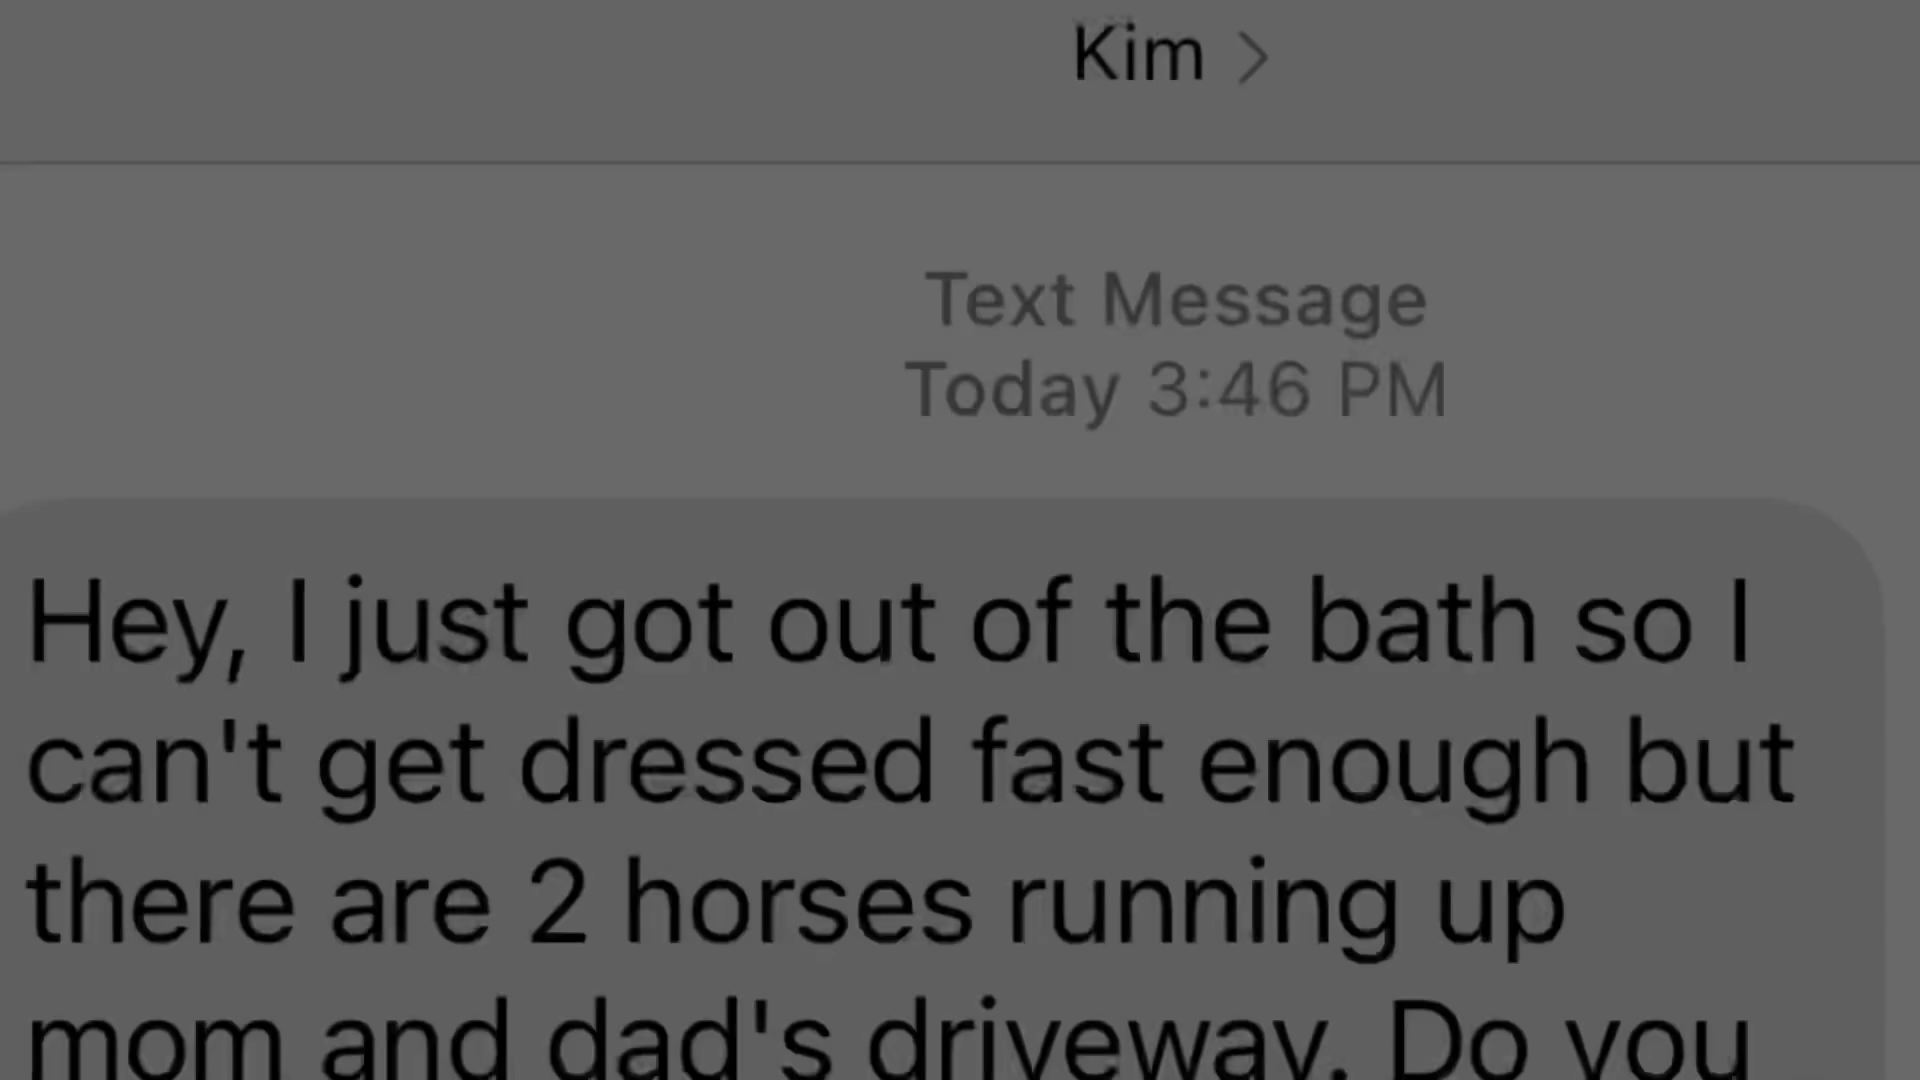 Kim
Text Message
Today 3:46 PM
Hey, I just got out of the bath so I
can't get dressed fast enough but
there are 2 horses running up
mom and dad's driveway. Do you